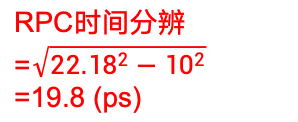 RPC时间分辨
=√22.18² − 10²
=19.8 (ps)